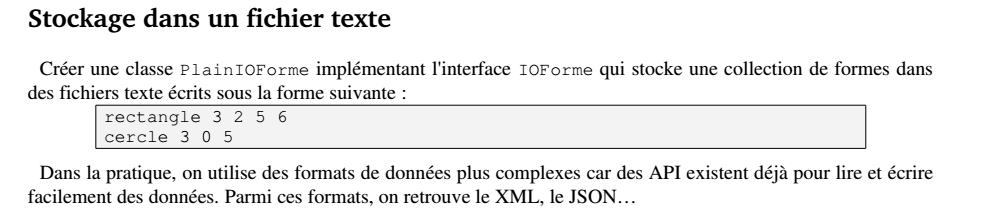 Stockage dans un fichier texte
Créer une classe PlainIOForme implémentant l'interface IOForme qui stocke une collection de formes dans
des fichiers texte écrits sous la forme suivante :
rectangle 3 2 5 6
cercle 3 0 5
Dans la pratique, on utilise des formats de données plus complexes car des API existent déjà pour lire et écrire
facilement des données. Parmi ces formats, on retrouve le XML, le JSON…